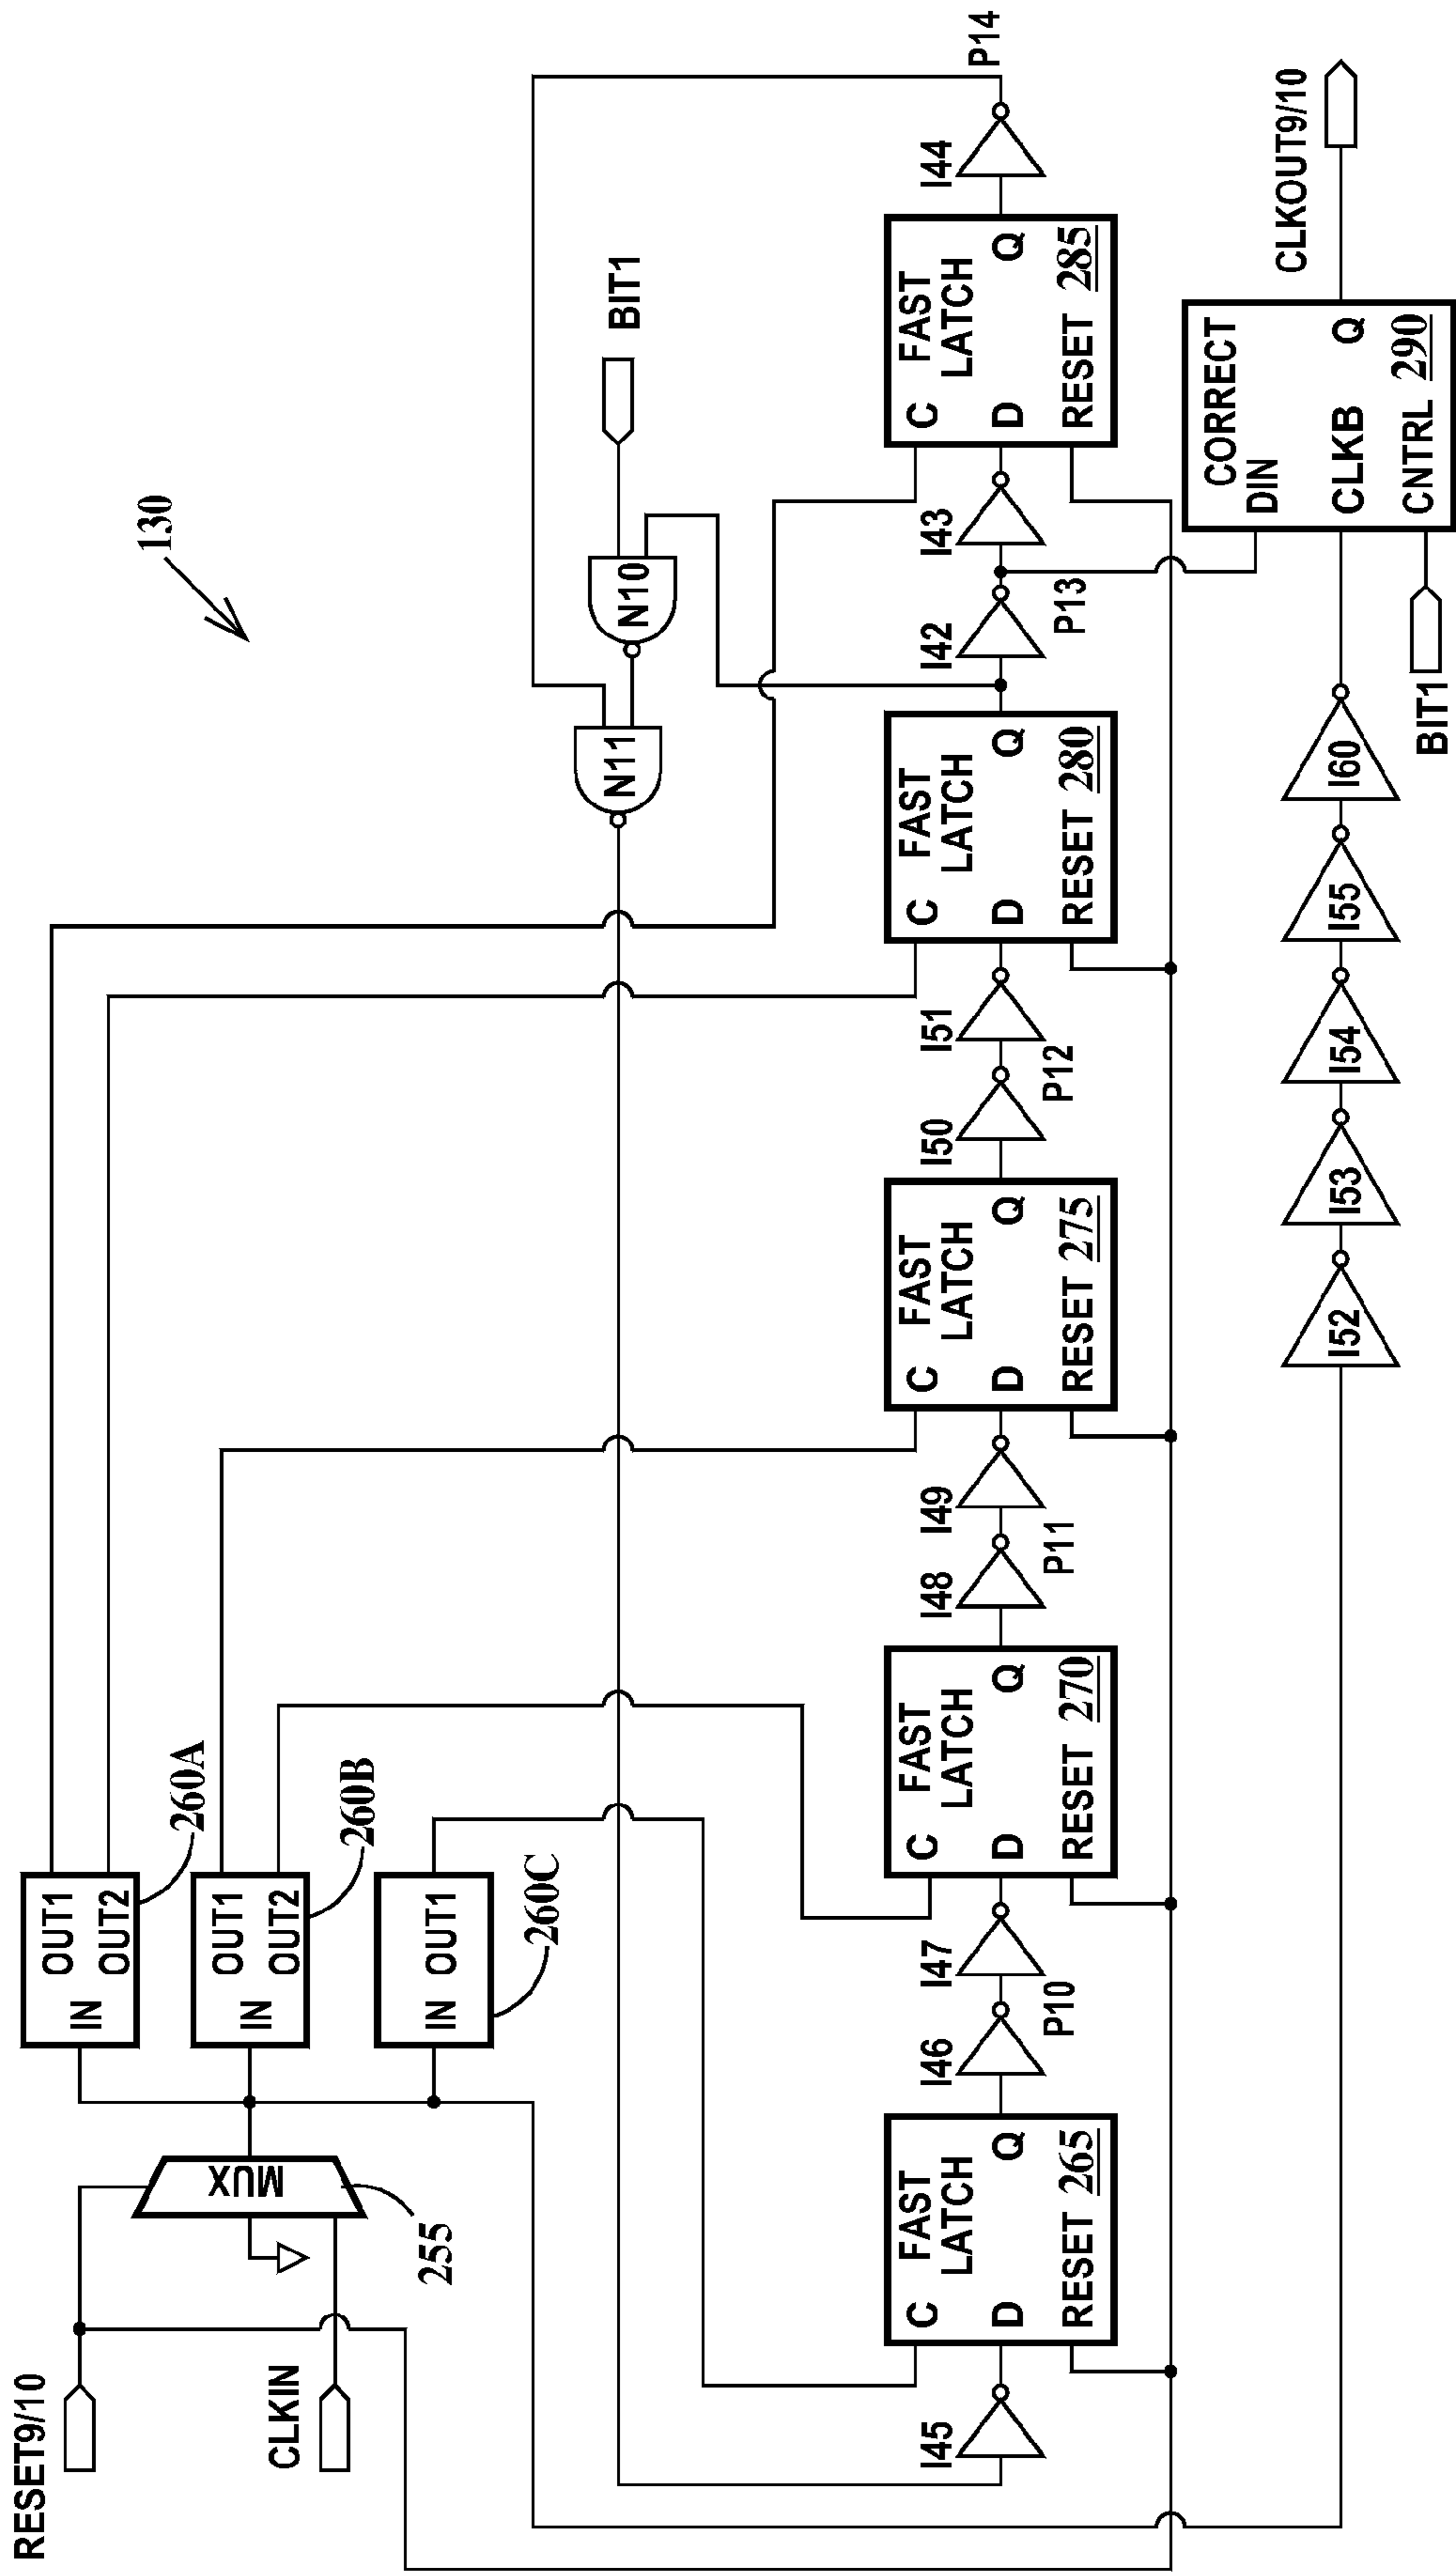 130
RESET9/10
CLKIN
MUX
255
IN
OUT1
OUT2
260A
IN
OUT1
OUT2
260B
IN OUT1
260C
BIT1
N10
N11
P14
I45
FAST
LATCH
C
D
Q
RESET 265
I46
P10
I47
FAST
LATCH
C
D
Q
RESET 270
I48
P11
I49
FAST
LATCH
C
D
Q
RESET 275
I50
P12
I51
FAST
LATCH
C
D
Q
RESET 280
I42
P13
I43
FAST
LATCH
C
D
Q
RESET 285
I44
I52
I53
I54
I55
I60
BIT1
CORRECT
DIN
CLKB
Q
CNTRL 290
CLKOUT9/10